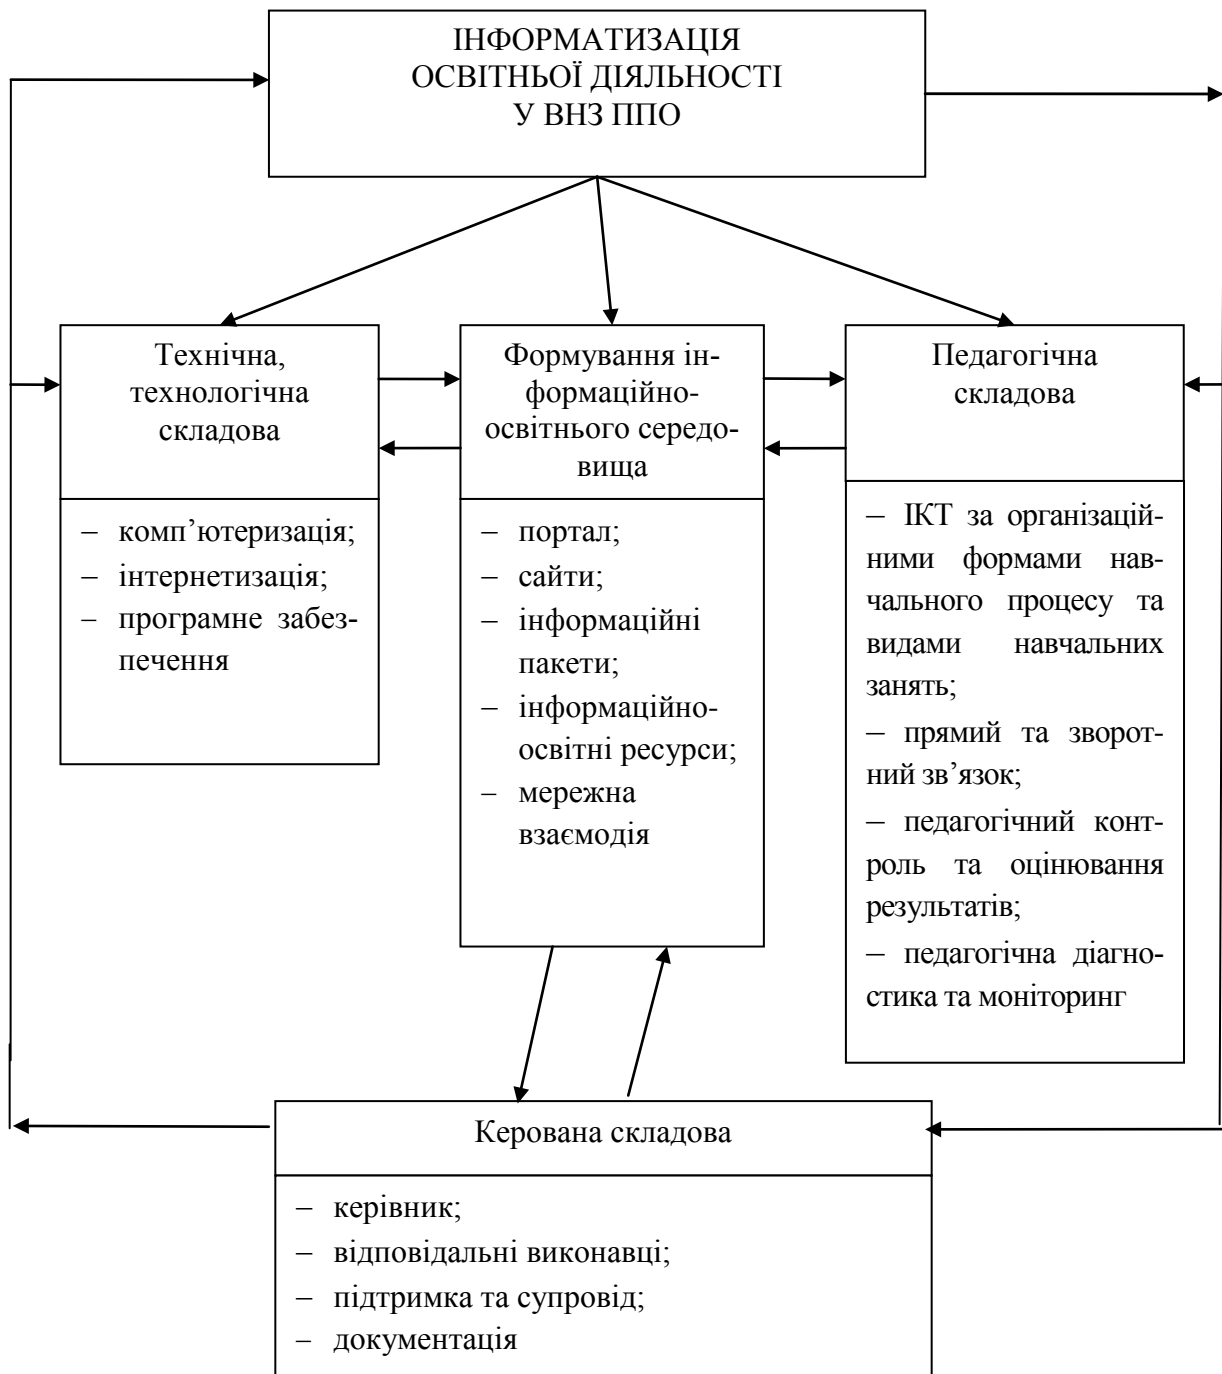 ІНФОРМАТИЗАЦІЯ
ОСВІТНЬОЇ ДІЯЛЬНОСТІ
У ВНЗ ППО
Технічна,
технологічна
складова
– комп’ютеризація;
– інтернетизація;
– програмне забез-
печення
Формування ін-
формаційно-
освітнього середо-
вища
– портал;
– сайти;
– інформаційні
пакети;
– інформаційно-
освітні ресурси;
– мережна
взаємодія
Педагогічна
складова
– ІКТ за організацій-
ними формами нав-
чального процесу та
видами навчальних
занять;
– прямий та зворот-
ний зв’язок;
– педагогічний конт-
роль та оцінювання
результатів;
– педагогічна діагно-
стика та моніторинг
Керована складова
– керівник;
– відповідальні виконавці;
– підтримка та супровід;
– документація